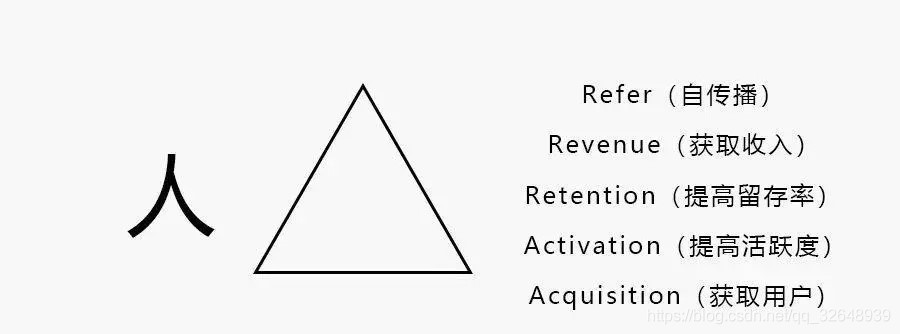 人
Refer（自传播）
Revenue（获取收入）
Retention（提高留存率）
Activation（提高活跃度）
Acquisition（获取用户）
https://blog.csdn.net/qq_32648939